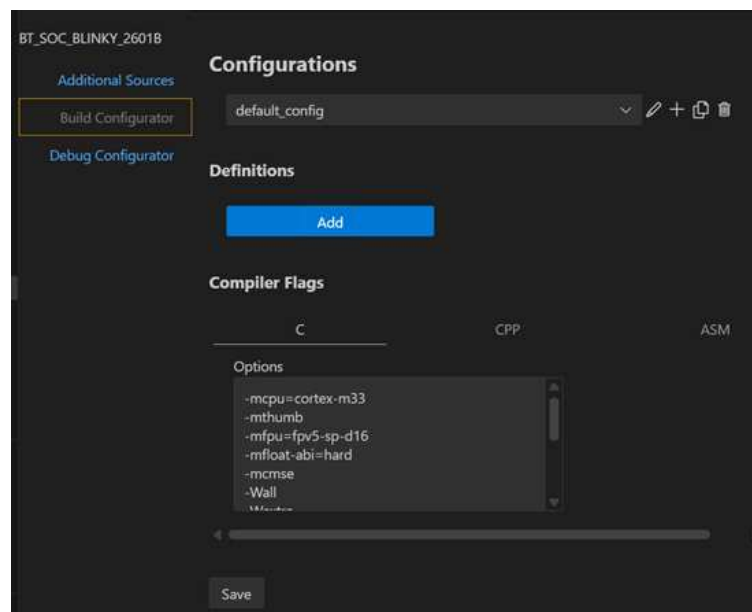 BT_SOC_BLINKY_2601B
Additional Sources
Build Configurator
Debug Configurator
Configurations
default_config
Definitions
Add
Compiler Flags
C CPP ASM
Options
-mcpu=cortex-m33
-mthumb
-mfpu=fpv5-sp-d16
-mfloat-abi=hard
-mcmse
-Wall
Save